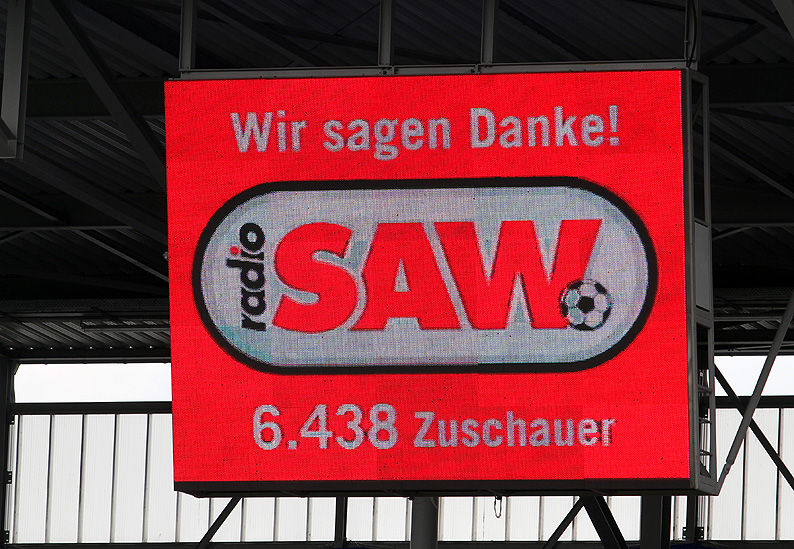 Wir sagen Danke!
radio SAW
6.438 Zuschauer